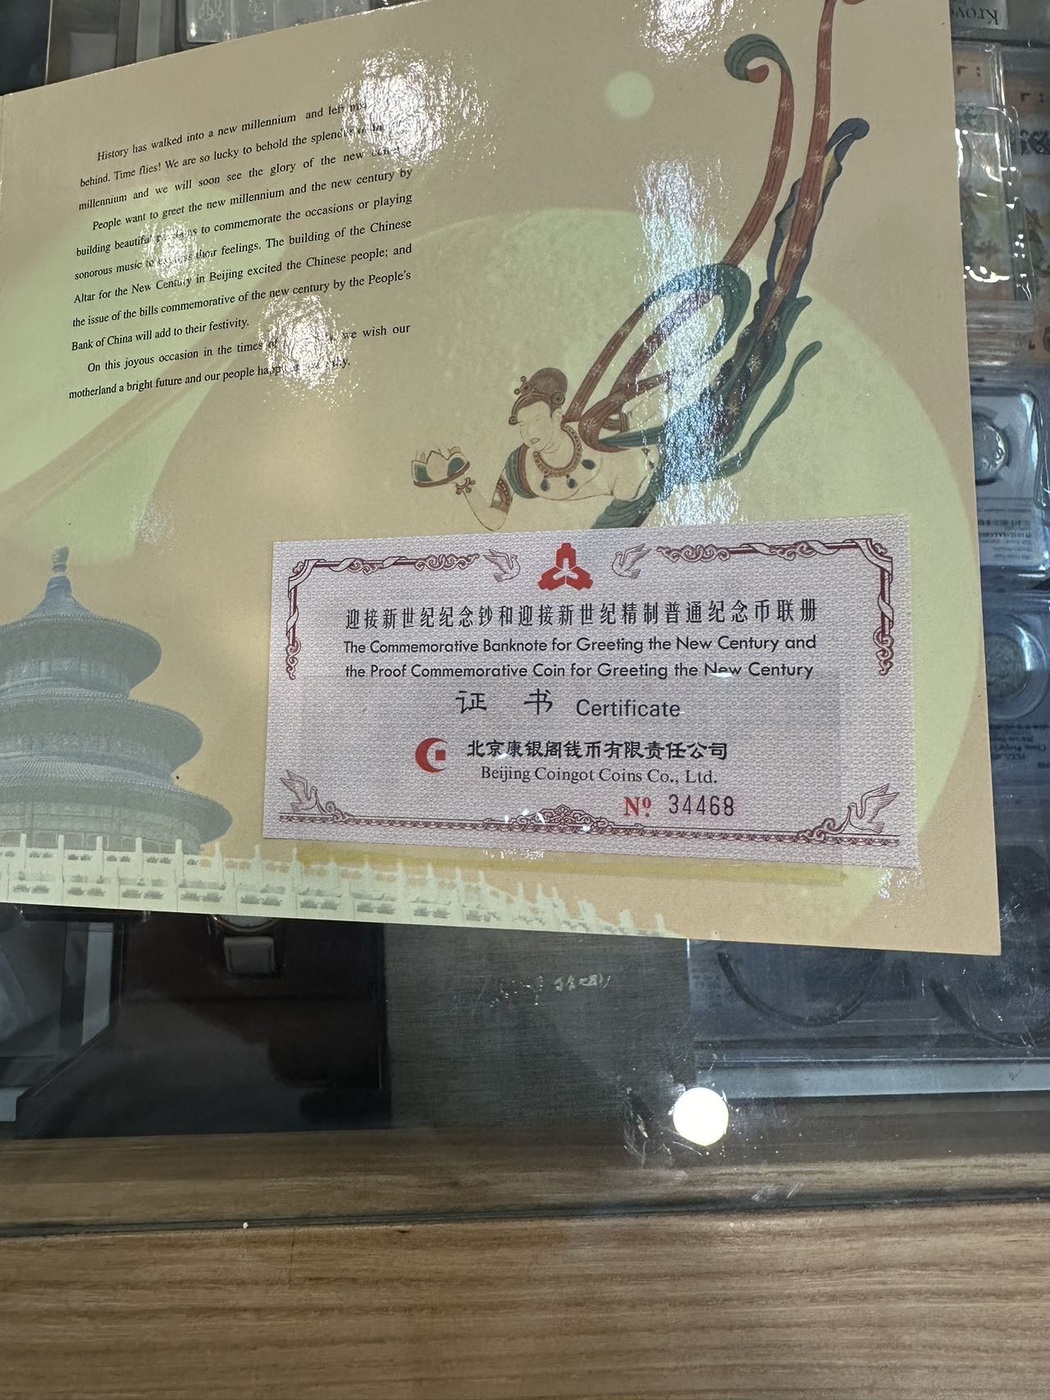 History has walked into a new millennium and left
behind. Time flies! We are so lucky to behold the
millennium and we will soon see the glory of the new
People want to greet the new millennium and the new century by
building beautiful to commemorate the occasions or playing
sonorous music to their feelings. The building of the Chinese
Altar for the New Century in Beijing excited the Chinese people; and
the issue of the bills commemorative of the new century by the People's
Bank of China will add to their festivity.
On this joyous occasion in the times of we wish our
motherland a bright future and our people
迎接新世纪纪念钞和迎接新世纪精制普通纪念币联册
The Commemorative Banknote for Greeting the New Century and
the Proof Commemorative Coin for Greeting the New Century
证 书 Certificate
北京康银阁钱币有限责任公司
Beijing Coingot Coins Co., Ltd.
Nº 34468